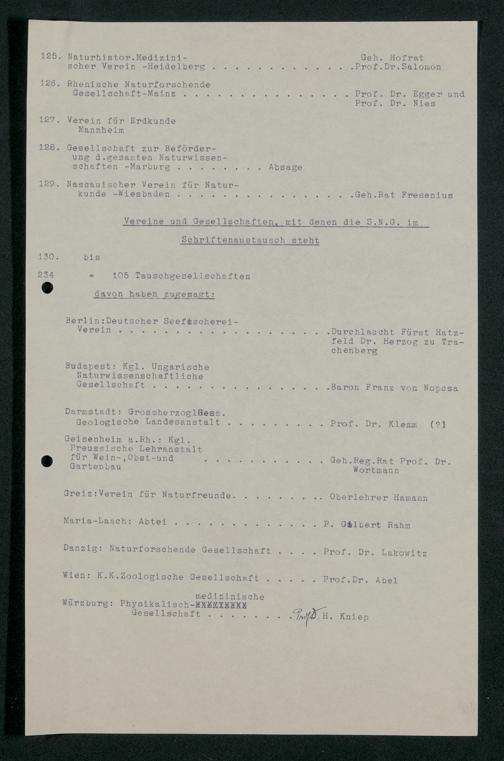 125. Naturhistor.Medizini- Geh. Hofrat
scher Verein -Heidelberg . . . . . . . . . . . . .Prof.Dr.Salomon
126. Rhenische Naturforschende
Gesellschaft-Mainz . . . . . . . . . . . . . . . . Prof. Dr. Egger und
Prof. Dr. Nies
127. Verein für Erdkunde
Mannheim
128. Gesellschaft zur Beförder-
ung d.gesamten Naturwissen-
schaften -Marburg . . . . . . . . Absage
129. Nassauischer Verein für Natur-
kunde -Wiesbaden . . . . . . . . . . . . . . . . .Geh.Rat Fresenius
Vereine und Gesellschaften, mit denen die S.N.G. im
Schriftenaustausch steht
130. bis
234 = 105 Tauschgesellschaften
davon haben zugesagt:
Berlin:Deutscher Seefischerei-
Verein . . . . . . . . . . . . . . . . . . . .Durchlaucht Fürst Hatz-
feld Dr. Herzog zu Tra-
chenberg
Budapest: Kgl. Ungarische
Naturwissenschaftliche
Gesellschaft . . . . . . . . . . . . . . . . .Baron Franz von Nopcsa
Darmstadt: GrossherzoglHess.
Geologische Landesanstalt . . . . . . . . . Prof. Dr. Klemm (?)
Geisenheim a.Rh.: Kgl.
Preussische Lehranstalt
für Wein-,Obst-und . . . . . . . . . . . Geh.Reg.Rat Prof. Dr.
Gartenbau Wortmann
Greiz:Verein für Naturfreunde. . . . . . . . .. Oberlehrer Hamann
Maria-Laach: Abtei . . . . . . . . . . . . . . P. Gilbert Rahm
Danzig: Naturforschende Gesellschaft . . . . Prof. Dr. Lakowitz
Wien: K.K.Zoologische Gesellschaft . . . . . Prof.Dr. Abel
medizinische
Würzburg: Physikalisch-
Gesellschaft . . . . . . . . H. Kniep